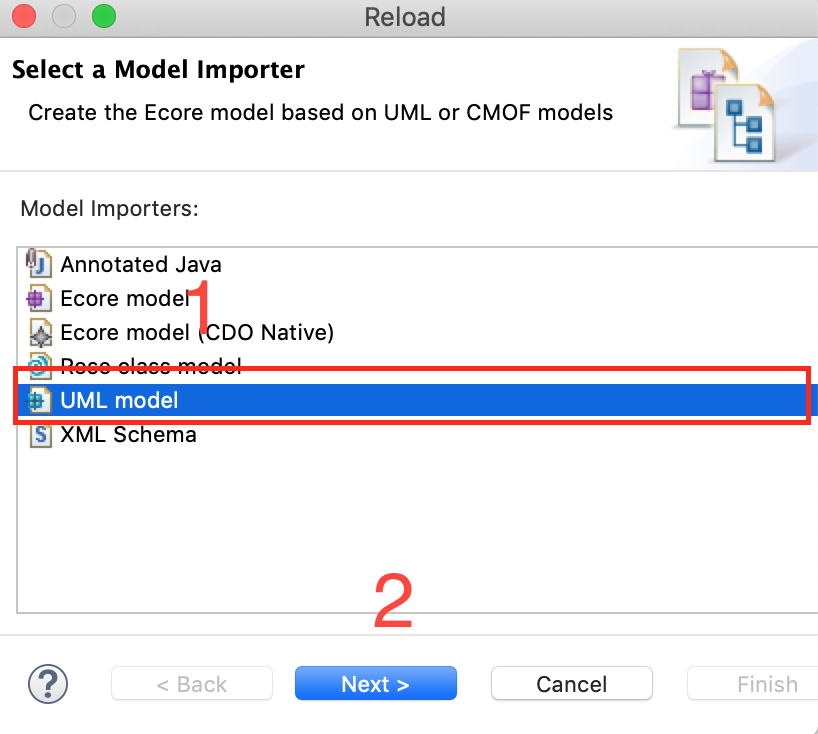 Reload
Select a Model Importer
Create the Ecore model based on UML or CMOF models
Model Importers:
Annotated Java
Ecore model
1
Ecore model (CDO Native)
Rose class model
UML model
XML Schema
2
?
< Back
Next >
Cancel
Finish